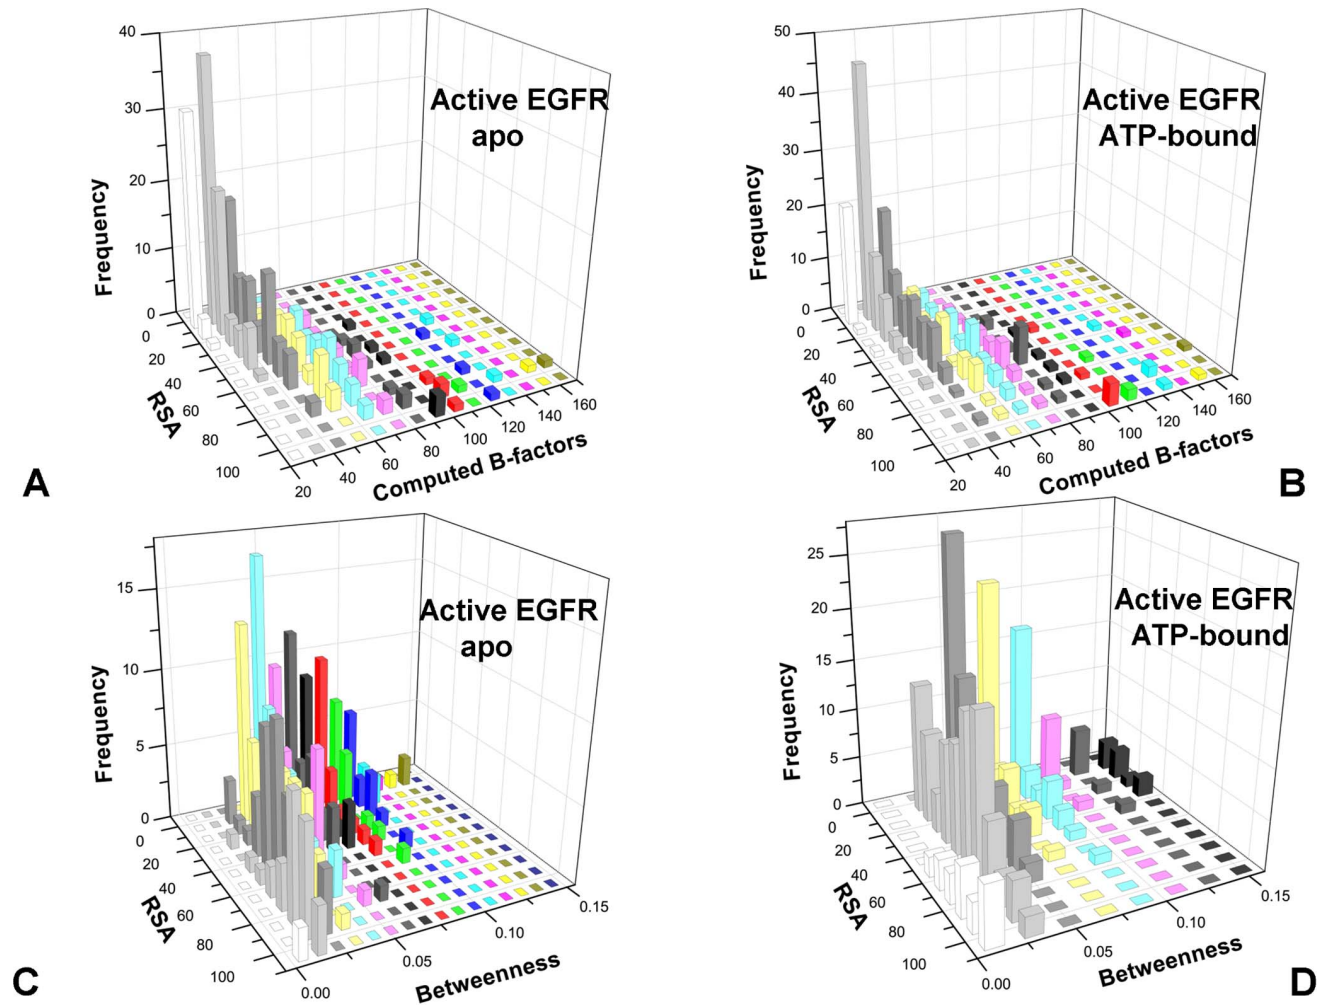 40
30
20
10
0
Frequency
Active EGFR
apo
0
20
40
60
80
100
RSA
20
40
60
80
100
120
140
160
Computed B-factors
A
50
40
30
20
10
0
Frequency
Active EGFR
ATP-bound
0
20
40
60
80
100
RSA
20
40
60
80
100
120
140
160
Computed B-factors
B
15
10
5
0
Frequency
Active EGFR
apo
0
20
40
60
80
100
RSA
0.00
0.05
0.10
0.15
Betweenness
C
25
20
15
10
5
0
Frequency
Active EGFR
ATP-bound
0
20
40
60
80
100
RSA
0.00
0.05
0.10
0.15
Betweenness
D